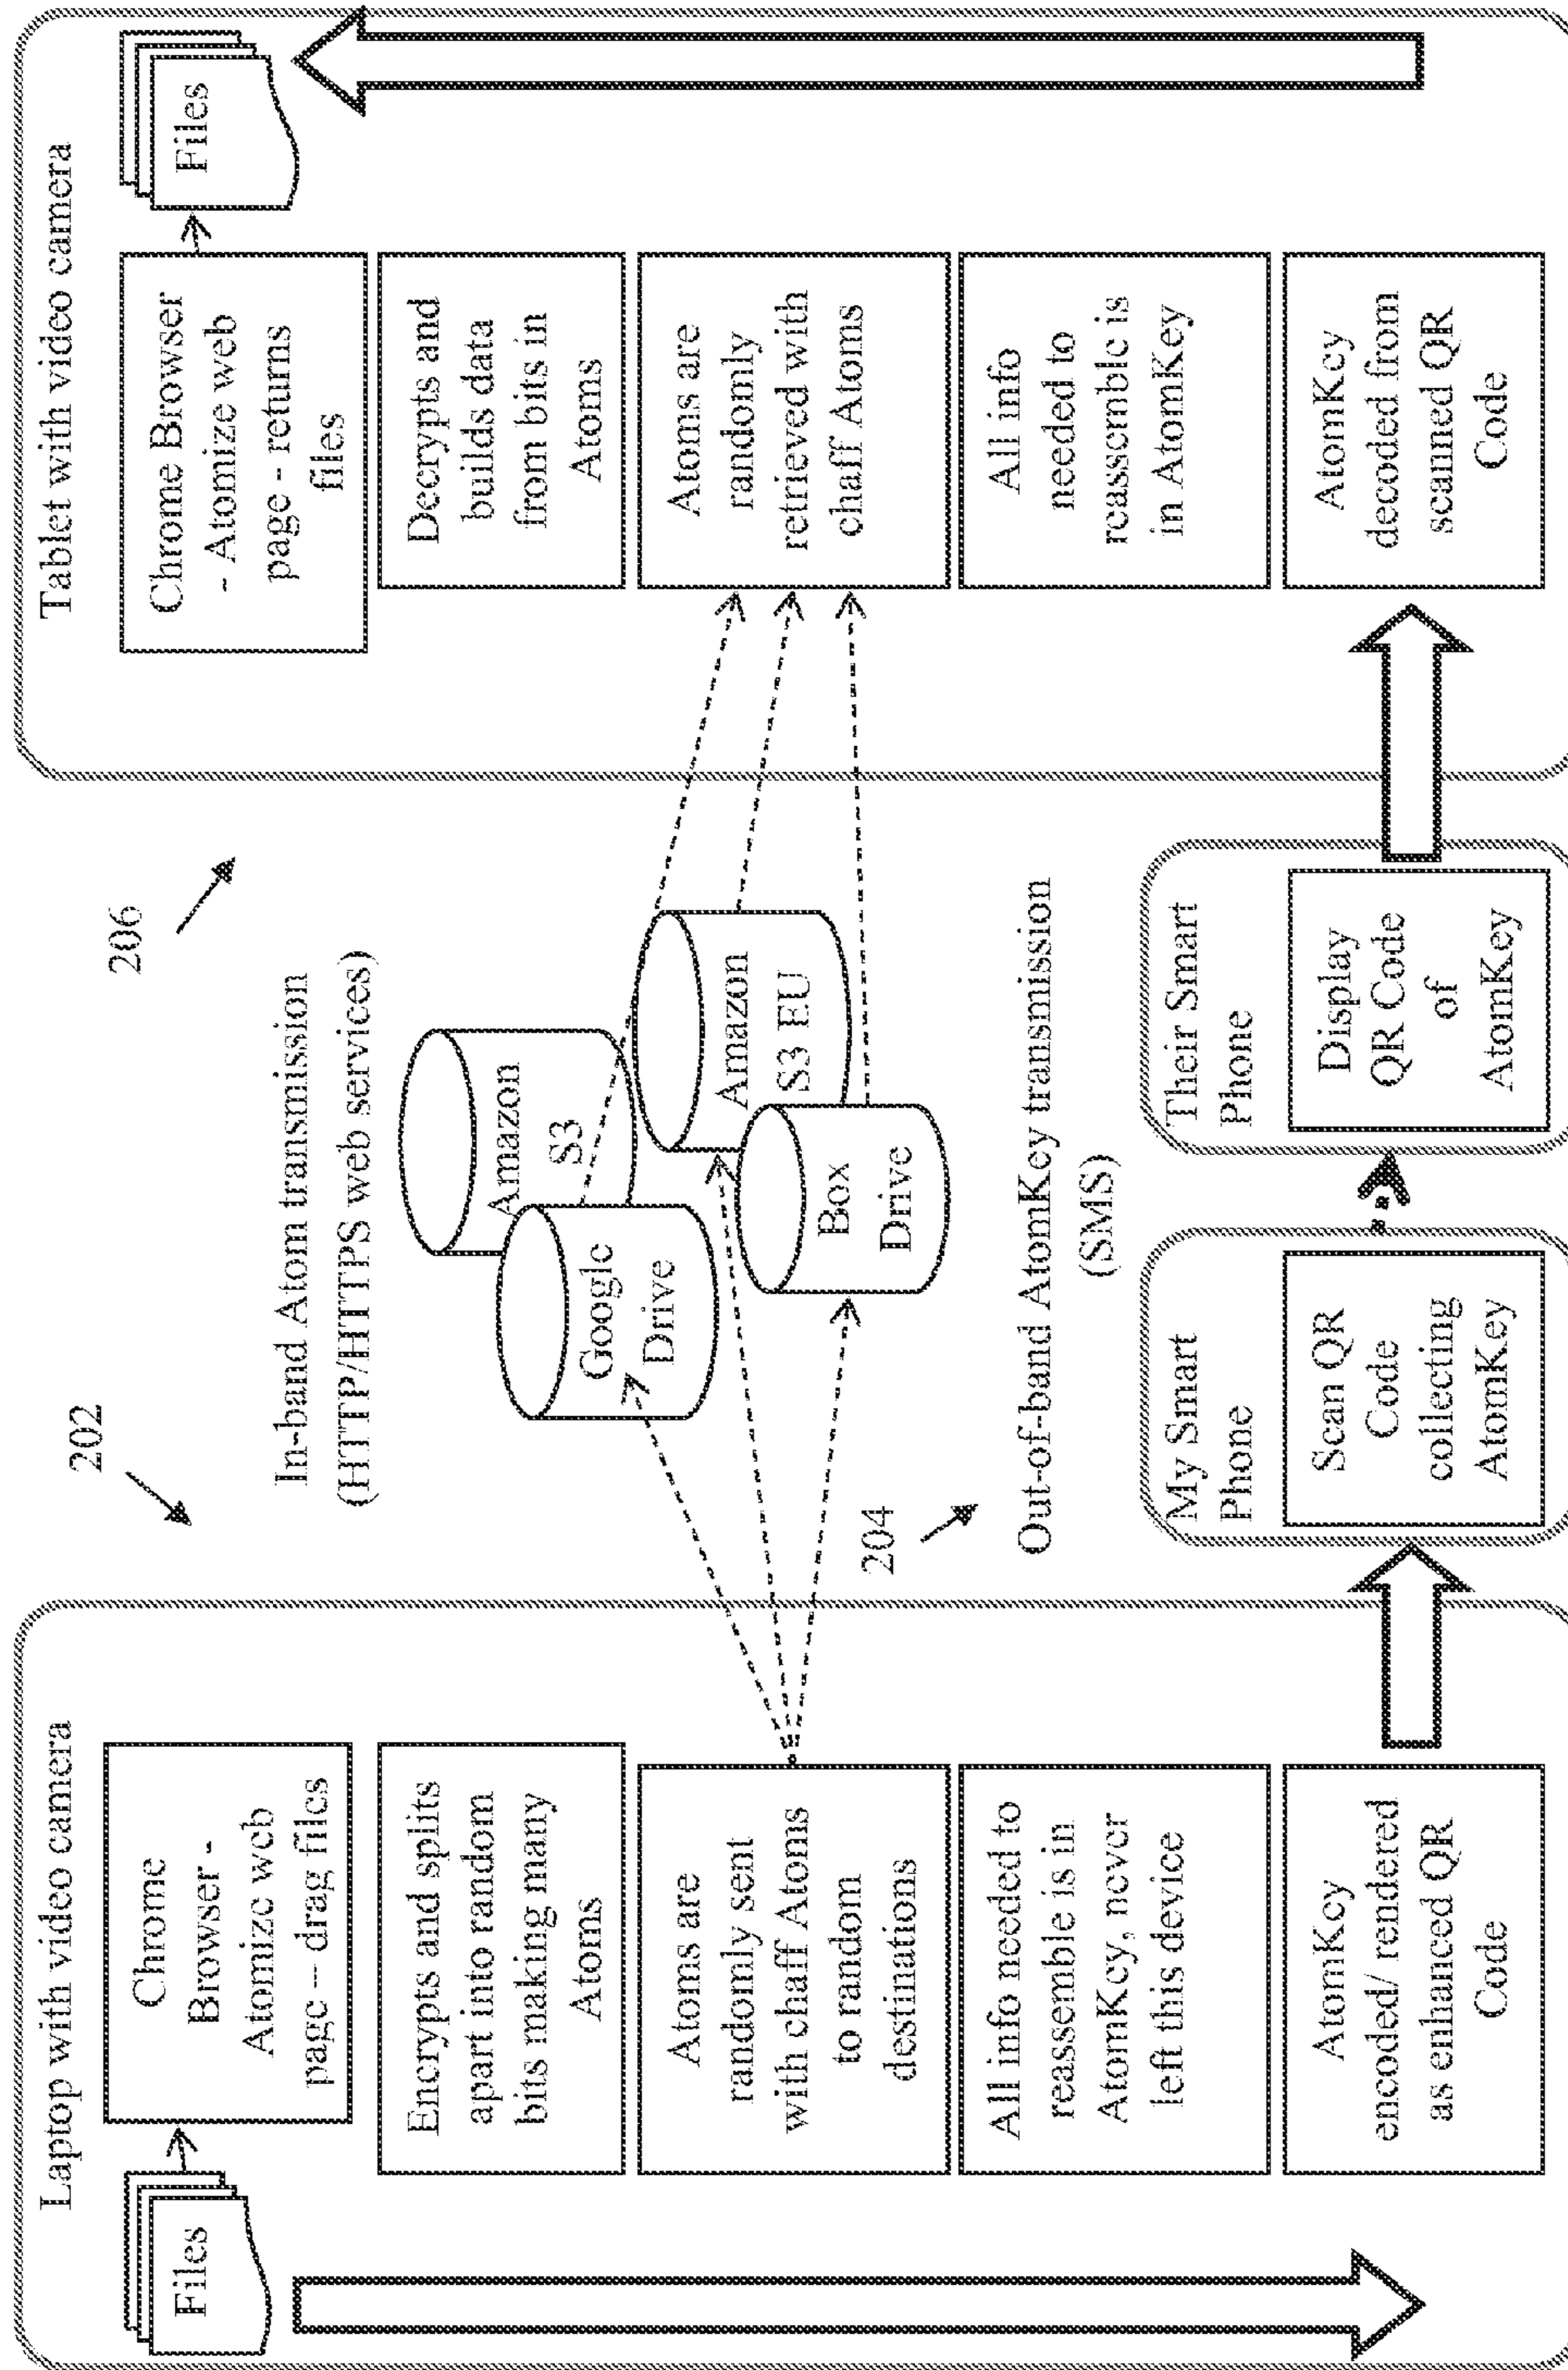 Laptop with video camera
Files
Chrome
Browser -
Atomize web
page – drag files
Encrypts and splits
apart into random
bits making many
Atoms
Atoms are
randomly sent
with chaff Atoms
to random
destinations
All info needed to
reassemble is in
AtomKey, never
left this device
AtomKey
encoded/ rendered
as enhanced QR
Code
202
In-band Atom transmission
(HTTP/HTTPS web services)
206
Google
Drive
Amazon
S3
Amazon
S3 EU
Box
Drive
204
Out-of-band AtomKey transmission
(SMS)
My Smart
Phone
Scan QR
Code
collecting
AtomKey
Their Smart
Phone
Display
QR Code
of
AtomKey
Tablet with video camera
Chrome Browser
- Atomize web
page - returns
files
Files
Decrypts and
builds data
from bits in
Atoms
Atoms are
randomly
retrieved with
chaff Atoms
All info
needed to
reassemble is
in AtomKey
AtomKey
decoded from
scanned QR
Code